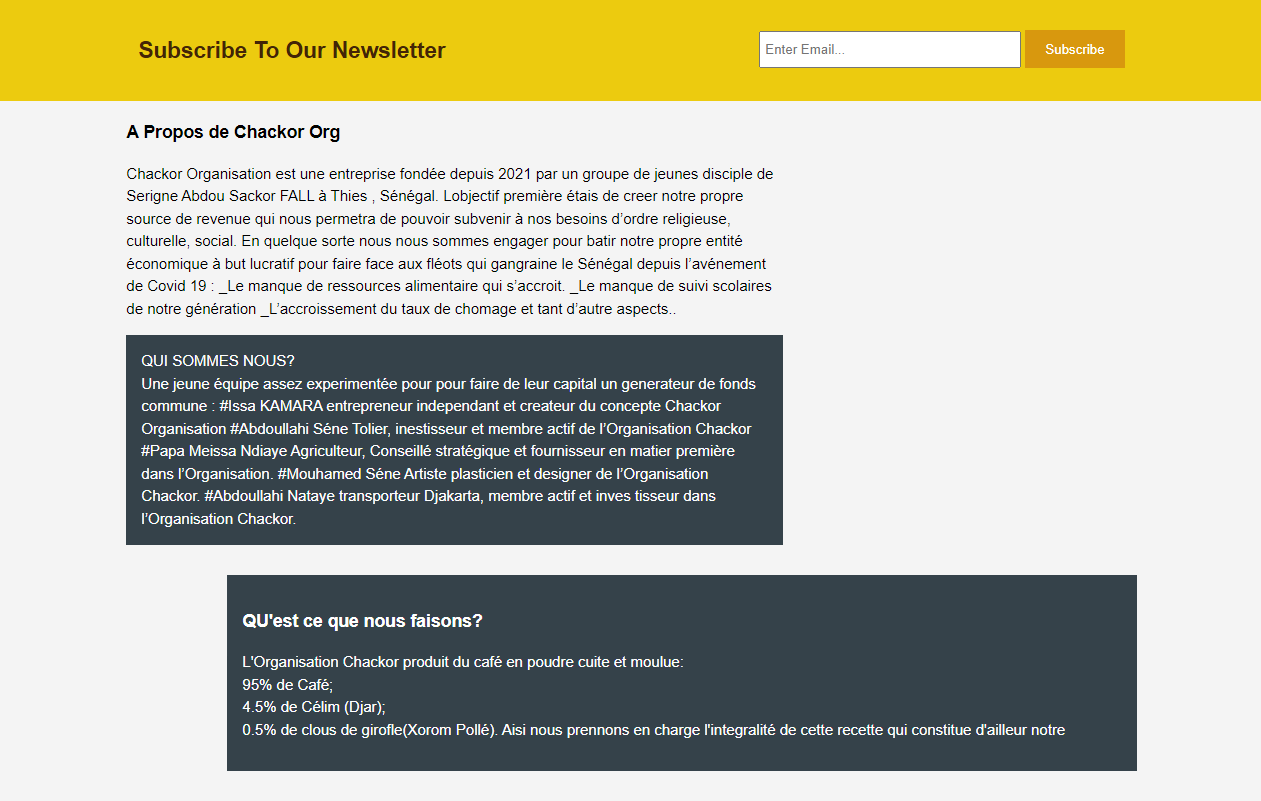 Subscribe To Our Newsletter
Enter Email...
Subscribe
A Propos de Chackor Org
Chackor Organisation est une entreprise fondée depuis 2021 par un groupe de jeunes disciple de
Serigne Abdou Sackor FALL à Thies , Sénégal. Lobjectif première étais de creer notre propre
source de revenue qui nous permetra de pouvoir subvenir à nos besoins d’ordre religieuse,
culturelle, social. En quelque sorte nous nous sommes engager pour batir notre propre entité
économique à but lucratif pour faire face aux fléots qui gangraine le Sénégal depuis l’avénement
de Covid 19 : _Le manque de ressources alimentaire qui s’accroit. _Le manque de suivi scolaires
de notre génération _L’accroissement du taux de chomage et tant d’autre aspects..
QUI SOMMES NOUS?
Une jeune équipe assez experimentée pour pour faire de leur capital un generateur de fonds
commune : #Issa KAMARA entrepreneur independant et createur du concepte Chackor
Organisation #Abdoullahi Séne Tolier, inestisseur et membre actif de l’Organisation Chackor
#Papa Meissa Ndiaye Agriculteur, Conseillé stratégique et fournisseur en matier première
dans l’Organisation. #Mouhamed Séne Artiste plasticien et designer de l’Organisation
Chackor. #Abdoullahi Nataye transporteur Djakarta, membre actif et inves tisseur dans
l’Organisation Chackor.
QU'est ce que nous faisons?
L'Organisation Chackor produit du café en poudre cuite et moulue:
95% de Café;
4.5% de Célim (Djar);
0.5% de clous de girofle(Xorom Pollé). Aisi nous prennons en charge l'integralité de cette recette qui constitue d'ailleur notre